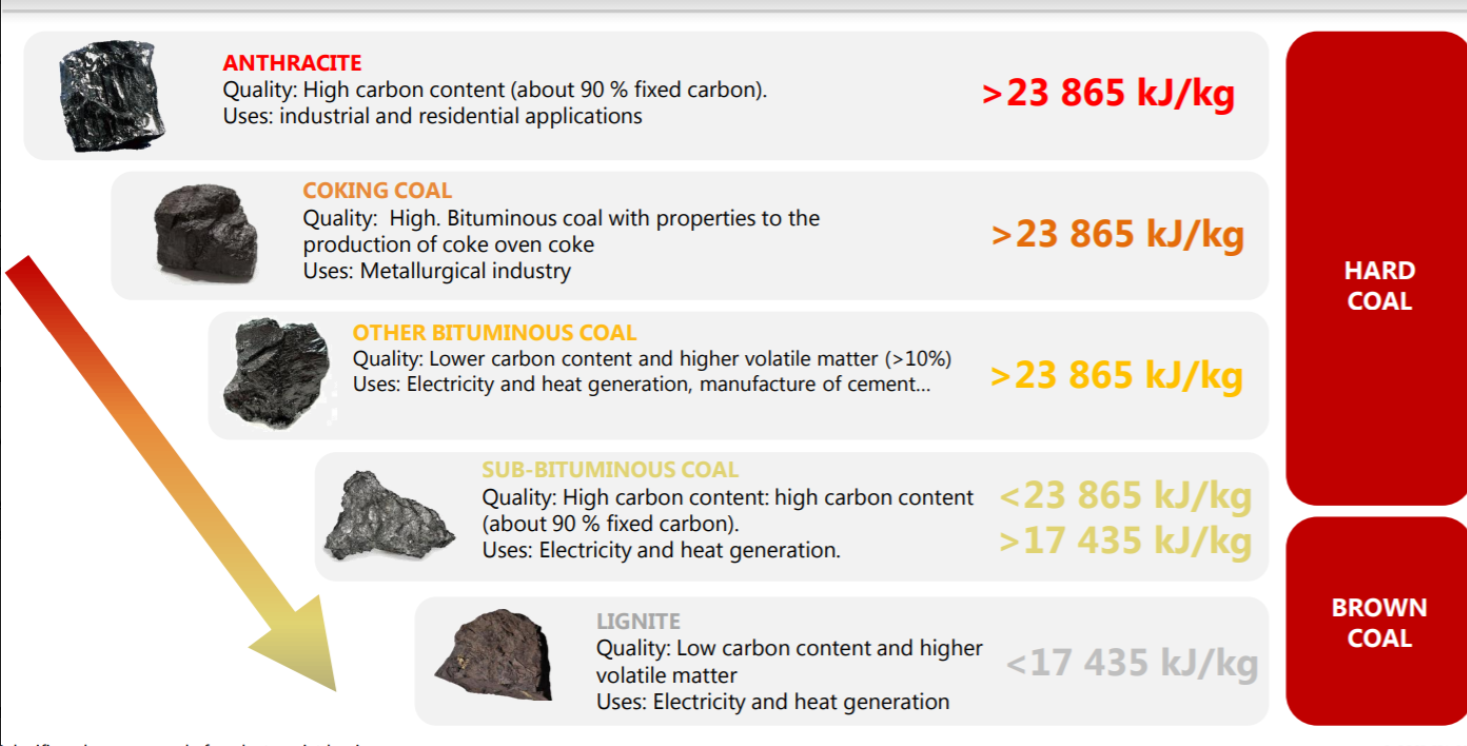 ANTHRACITE
Quality: High carbon content (about 90 % fixed carbon).
Uses: industrial and residential applications
>23 865 kJ/kg
COKING COAL
Quality:  High. Bituminous coal with properties to the
production of coke oven coke
Uses: Metallurgical industry
>23 865 kJ/kg
OTHER BITUMINOUS COAL
Quality: Lower carbon content and higher volatile matter (>10%)
Uses: Electricity and heat generation, manufacture of cement...
>23 865 kJ/kg
SUB-BITUMINOUS COAL
Quality: High carbon content: high carbon content
(about 90 % fixed carbon).
Uses: Electricity and heat generation.
<23 865 kJ/kg
>17 435 kJ/kg
LIGNITE
Quality: Low carbon content and higher
volatile matter
Uses: Electricity and heat generation
<17 435 kJ/kg
HARD
COAL
BROWN
COAL